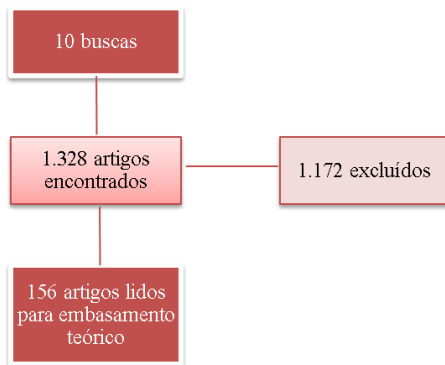 10 buscas
1.328 artigos
encontrados
1.172 excluídos
156 artigos lidos
para embasamento
teórico